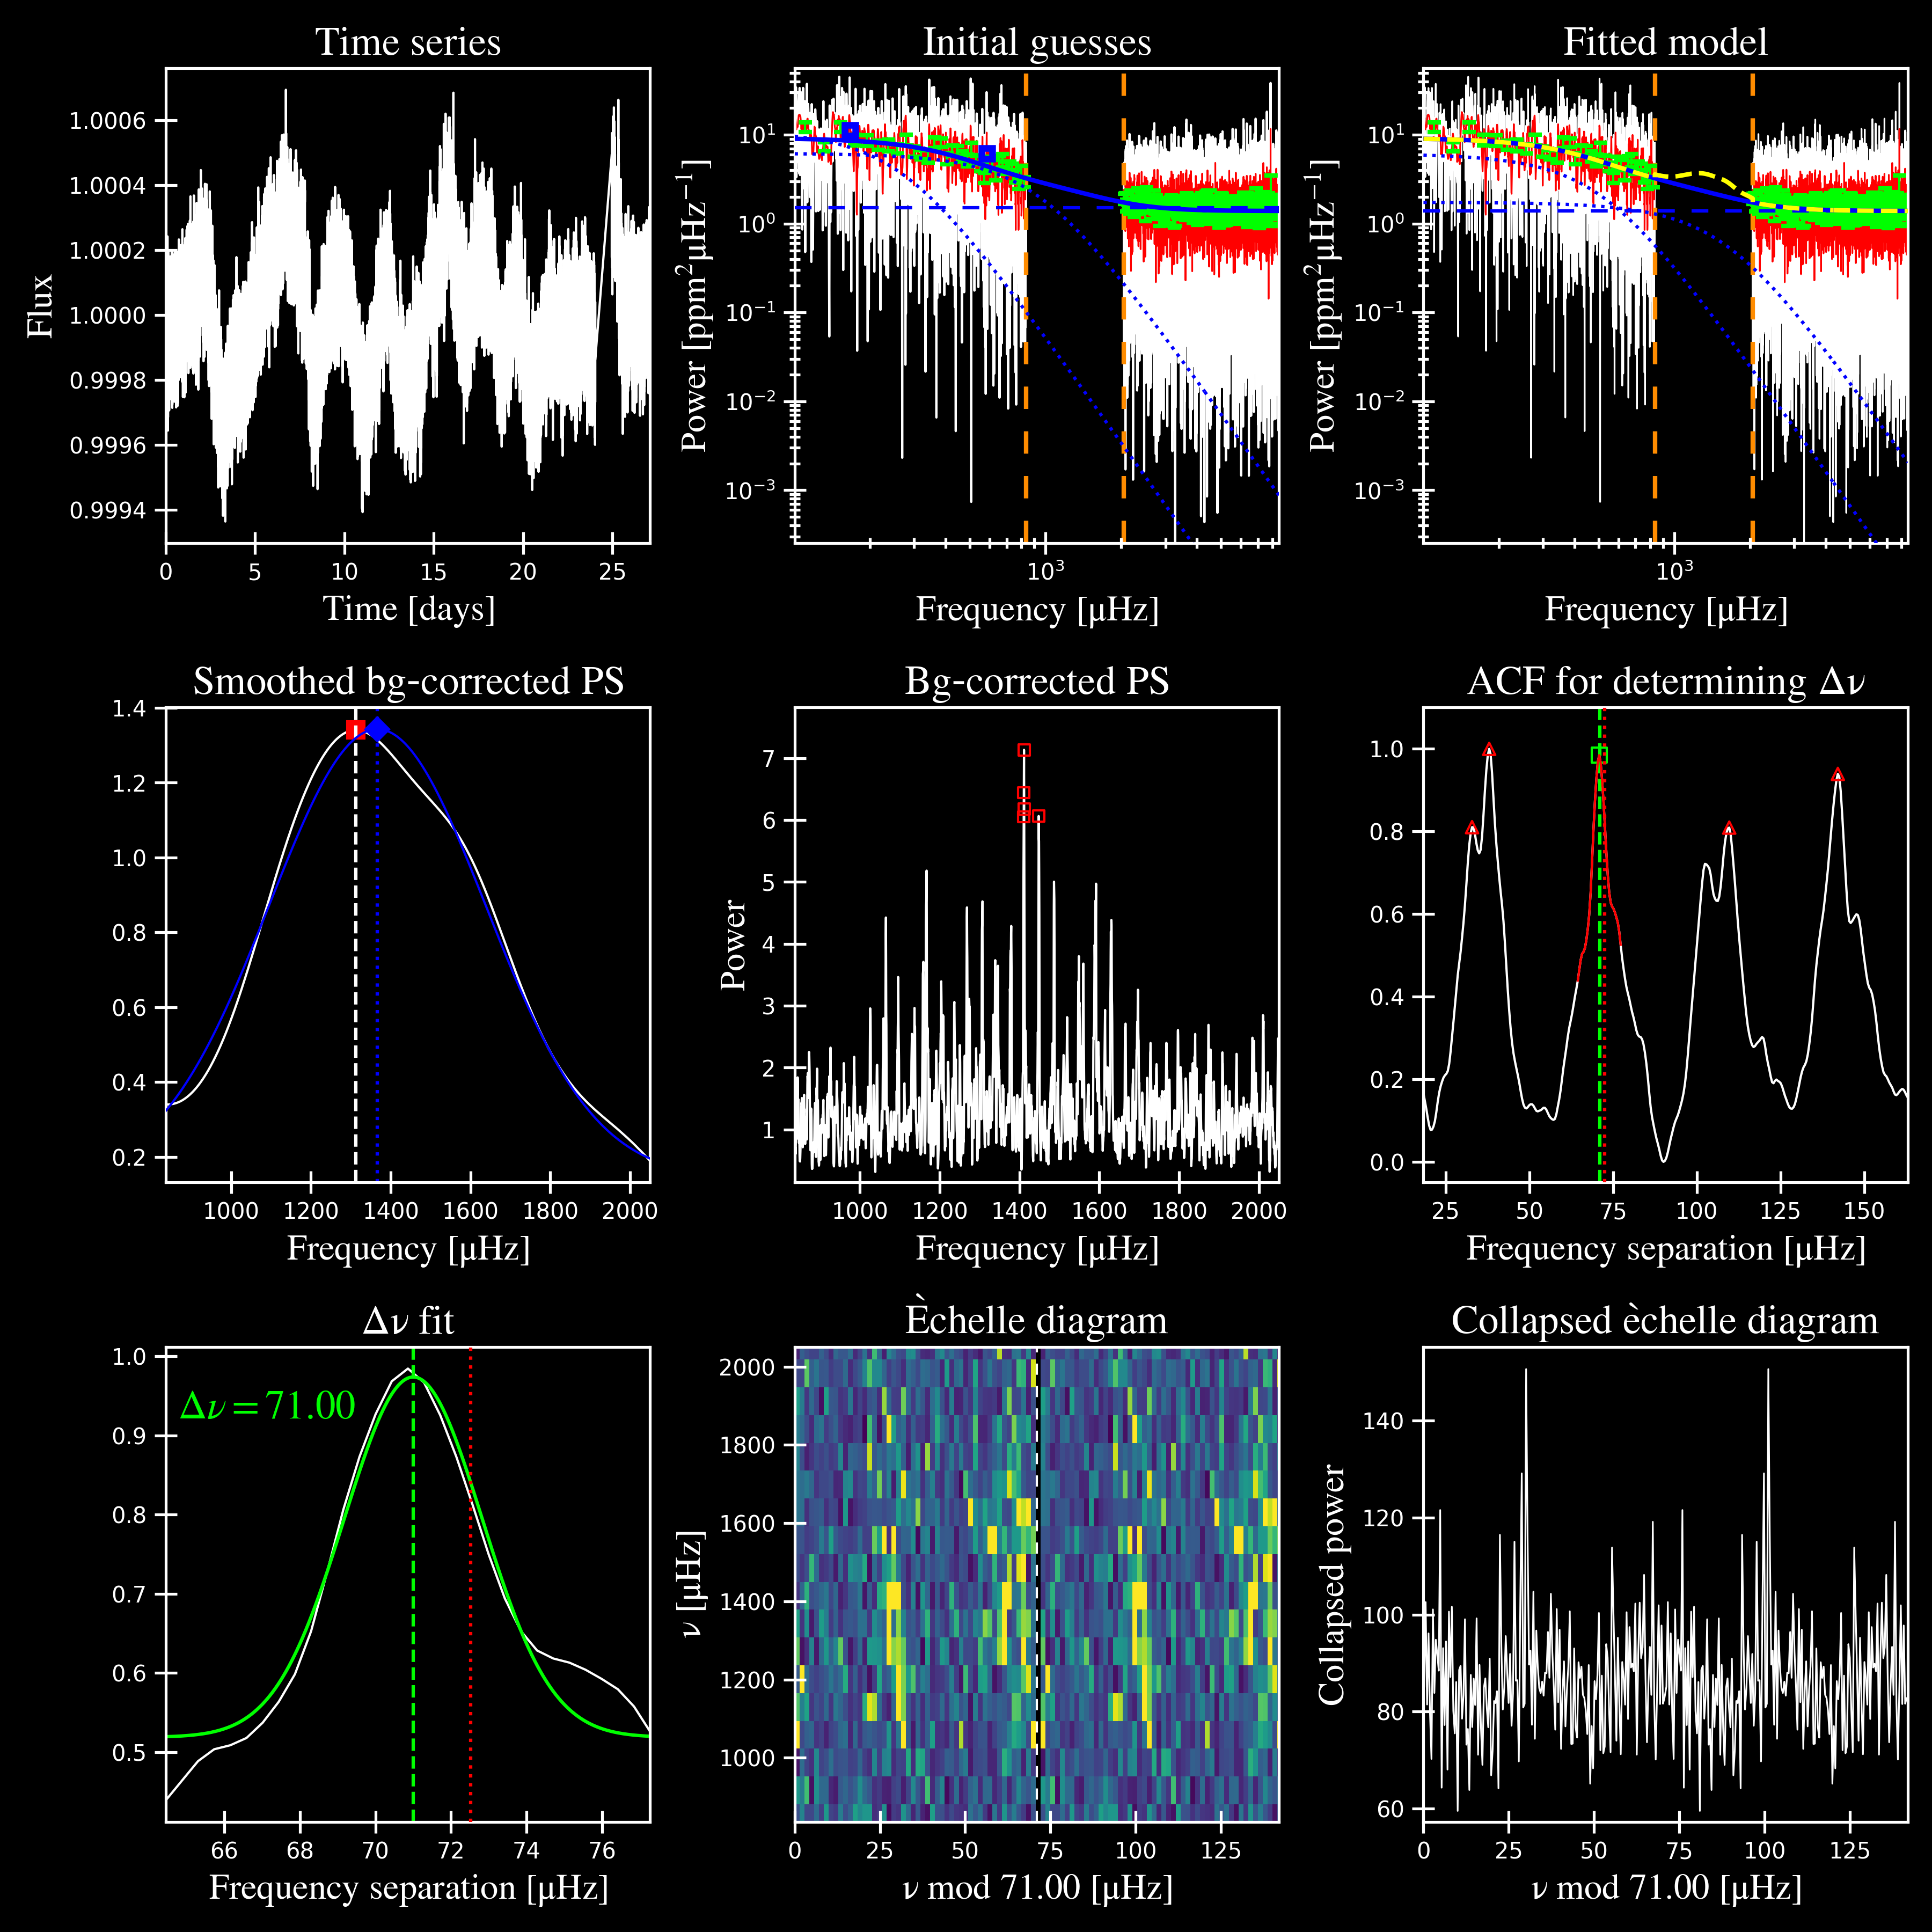 Time series
Flux
1.0006
1.0004
1.0002
1.0000
0.9998
0.9996
0.9994
0 5 10 15 20 25
Time [days]
Initial guesses
Power [ppm²μHz⁻¹]
10¹
10⁰
10⁻¹
10⁻²
10⁻³
10³
Frequency [μHz]
Fitted model
Power [ppm²μHz⁻¹]
10¹
10⁰
10⁻¹
10⁻²
10⁻³
10³
Frequency [μHz]
Smoothed bg-corrected PS
1.4
1.2
1.0
0.8
0.6
0.4
0.2
1000 1200 1400 1600 1800 2000
Frequency [μHz]
Bg-corrected PS
Power
7
6
5
4
3
2
1
1000 1200 1400 1600 1800 2000
Frequency [μHz]
ACF for determining Δν
1.0
0.8
0.6
0.4
0.2
0.0
25 50 75 100 125 150
Frequency separation [μHz]
Δν fit
1.0
0.9
0.8
0.7
0.6
0.5
Δν = 71.00
66 68 70 72 74 76
Frequency separation [μHz]
Èchelle diagram
ν [μHz]
2000
1800
1600
1400
1200
1000
0 25 50 75 100 125
ν mod 71.00 [μHz]
Collapsed èchelle diagram
Collapsed power
140
120
100
80
60
0 25 50 75 100 125
ν mod 71.00 [μHz]